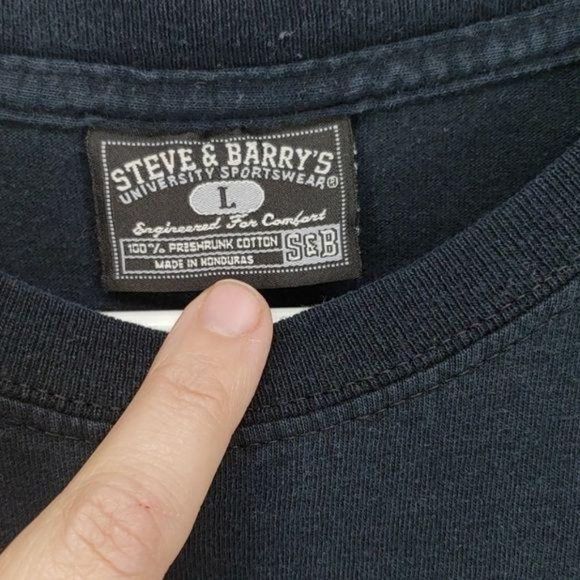 STEVE & BARRY'S
UNIVERSITY SPORTSWEAR®
L
Engineered For Comfort
100% PRESHRUNK COTTON
MADE IN HONDURAS
S&B